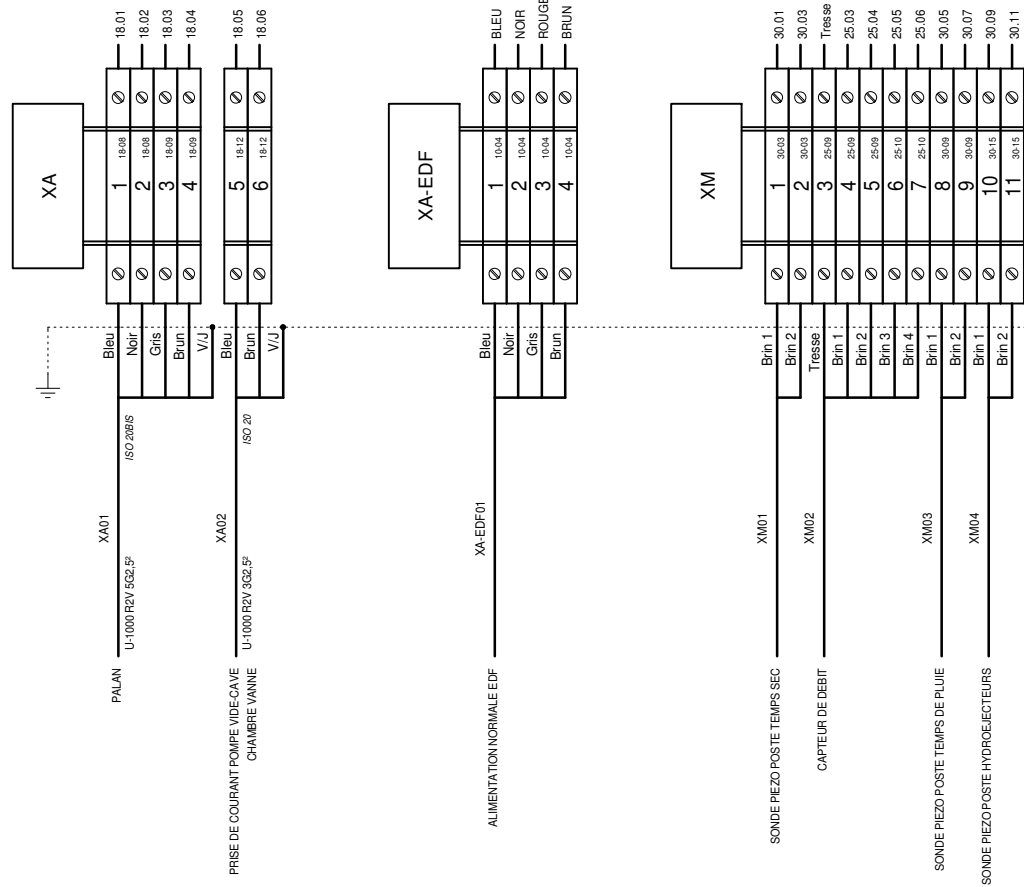 18.01
18.02
18.03
18.04
18.05
18.06
XA
18-08
18-08
18-09
18-09
18-12
18-12
1
2
3
4
5
6
Bleu
Noir
Gris
Brun
V/J
Bleu
Brun
V/J
ISO 20BIS
ISO 20
XA01
XA02
U-1000 R2V 5G2,5²
U-1000 R2V 3G2,5²
PALAN
PRISE DE COURANT POMPE VIDE-CAVE
CHAMBRE VANNE
BLEU
NOIR
ROUGE
BRUN
XA-EDF
10-04
10-04
10-04
10-04
1
2
3
4
Bleu
Noir
Gris
Brun
XA-EDF01
ALIMENTATION NORMALE EDF
30.01
30.03
Tresse
25.03
25.04
25.05
25.06
30.05
30.07
30.09
30.11
XM
30-03
30-03
25-09
25-09
25-09
25-10
25-10
30-09
30-09
30-15
30-15
1
2
3
4
5
6
7
8
9
10
11
Brin 1
Brin 2
Tresse
Brin 1
Brin 2
Brin 3
Brin 4
Brin 1
Brin 2
Brin 1
Brin 2
XM01
XM02
XM03
XM04
SONDE PIEZO POSTE TEMPS SEC
CAPTEUR DE DEBIT
SONDE PIEZO POSTE TEMPS DE PLUIE
SONDE PIEZO POSTE HYDROEJECTEURS